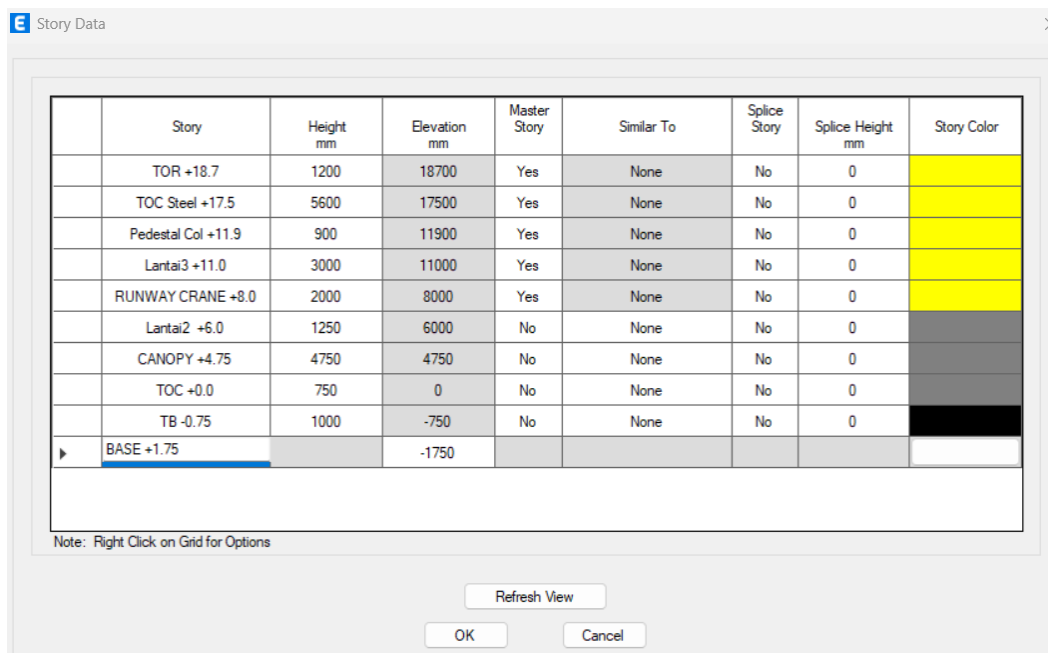 E Story Data
Story Height mm Elevation mm Master Story Similar To Splice Story Splice Height mm Story Color
TOR +18.7 1200 18700 Yes None No 0
TOC Steel +17.5 5600 17500 Yes None No 0
Pedestal Col +11.9 900 11900 Yes None No 0
Lantai3 +11.0 3000 11000 Yes None No 0
RUNWAY CRANE +8.0 2000 8000 Yes None No 0
Lantai2 +6.0 1250 6000 No None No 0
CANOPY +4.75 4750 4750 No None No 0
TOC +0.0 750 0 No None No 0
TB -0.75 1000 -750 No None No 0
BASE +1.75 -1750
Note: Right Click on Grid for Options
Refresh View
OK Cancel